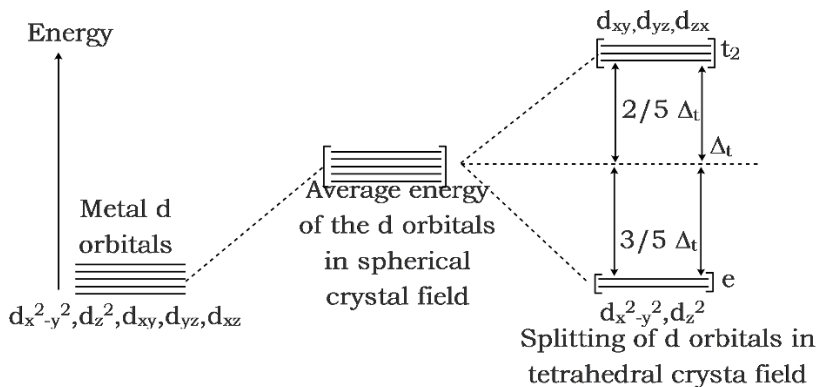 Energy
Metal d
orbitals
dx²-y²,dz²,dxy,dyz,dxz
Average energy
of the d orbitals
in spherical
crystal field
dxy,dyz,dzx
t₂
2/5 Δt
Δt
3/5 Δt
e
dx²-y²,dz²
Splitting of d orbitals in
tetrahedral crysta field